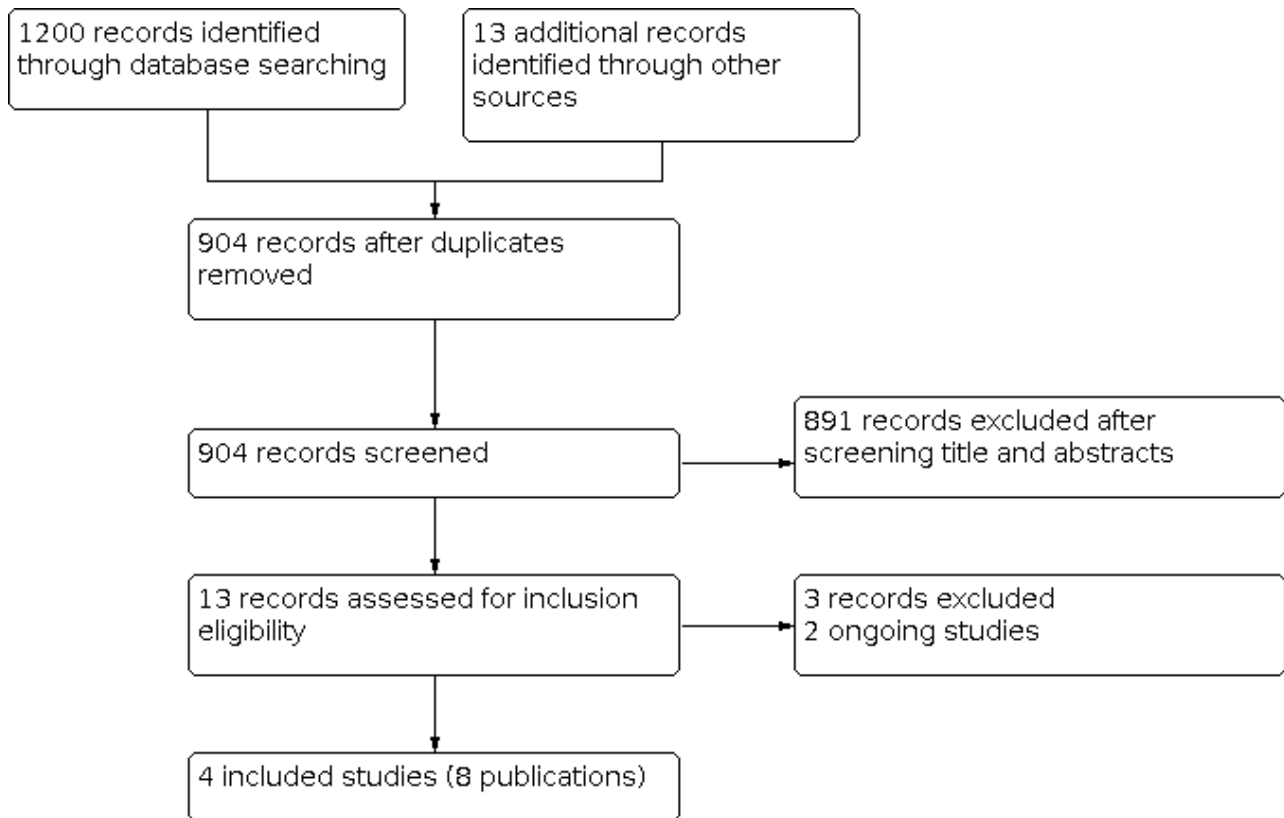 1200 records identified
through database searching
13 additional records
identified through other
sources
904 records after duplicates
removed
904 records screened
891 records excluded after
screening title and abstracts
13 records assessed for inclusion
eligibility
3 records excluded
2 ongoing studies
4 included studies (8 publications)